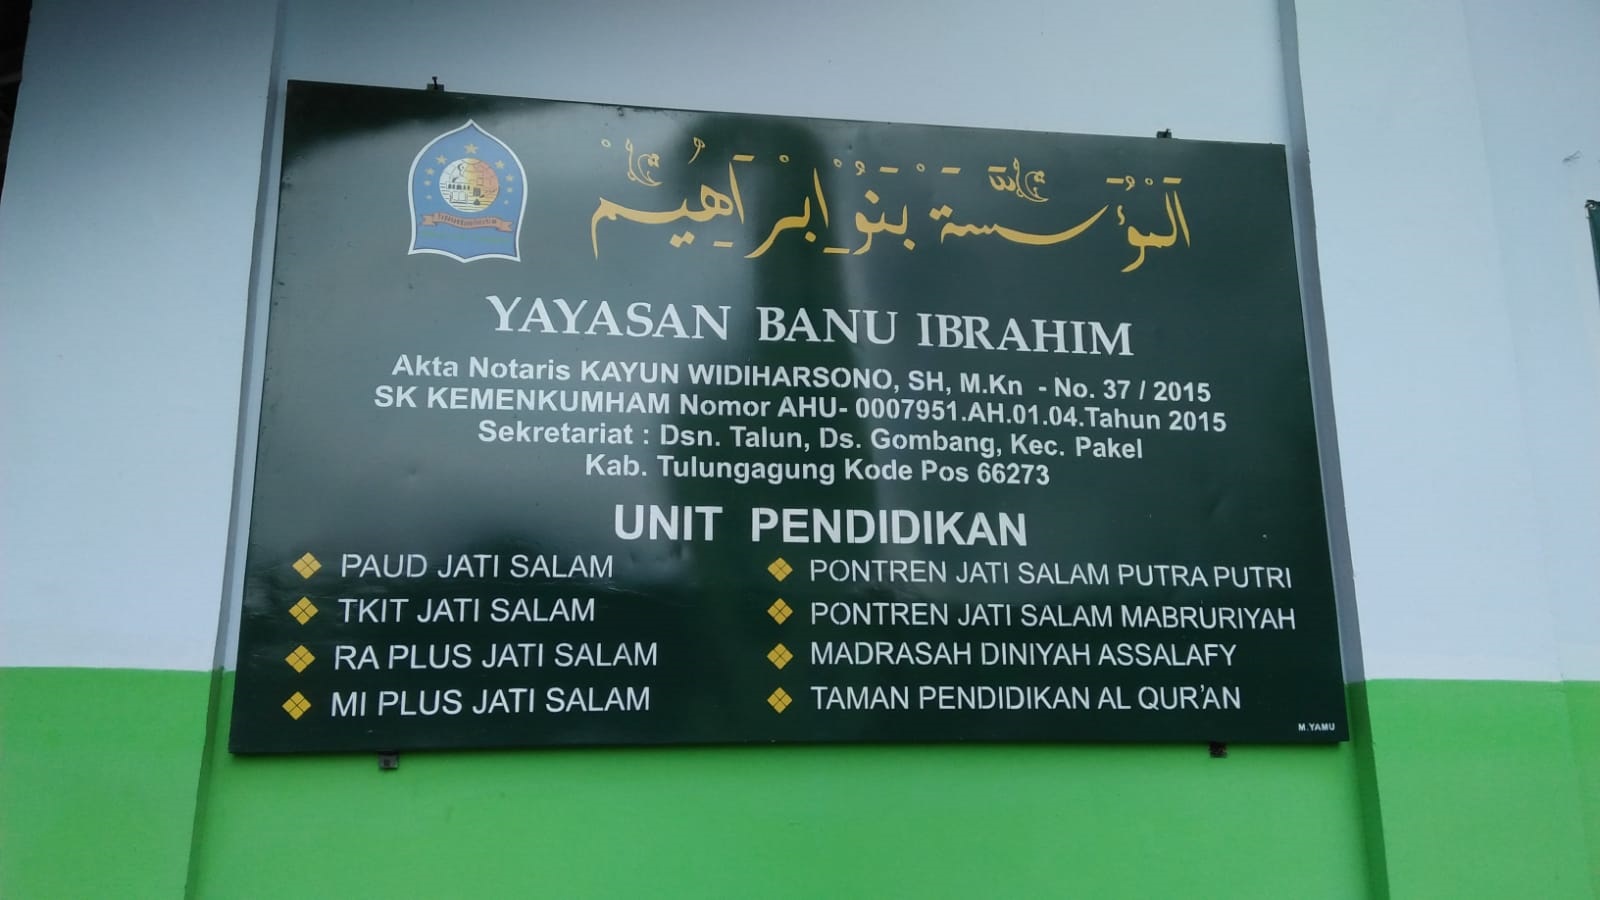 اَلْمُؤَسَّسَةُ بَنُوْ اِبْرَاهِيْمُ
YAYASAN BANU IBRAHIM
Akta Notaris KAYUN WIDIHARSONO, SH, M.Kn - No. 37 / 2015
SK KEMENKUMHAM Nomor AHU- 0007951.AH.01.04.Tahun 2015
Sekretariat : Dsn. Talun, Ds. Gombang, Kec. Pakel
Kab. Tulungagung Kode Pos 66273
UNIT PENDIDIKAN
PAUD JATI SALAM
TKIT JATI SALAM
RA PLUS JATI SALAM
MI PLUS JATI SALAM
PONTREN JATI SALAM PUTRA PUTRI
PONTREN JATI SALAM MABRURIYAH
MADRASAH DINIYAH ASSALAFY
TAMAN PENDIDIKAN AL QUR'AN
M.YAMU